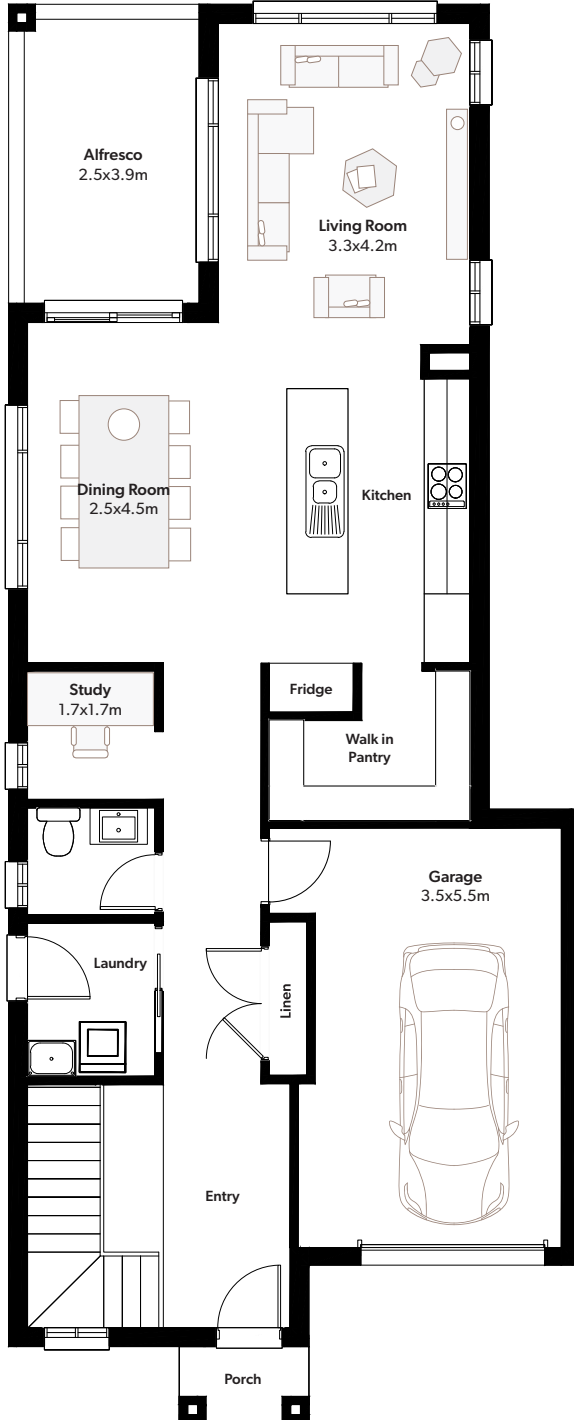 Alfresco
2.5x3.9m
Living Room
3.3x4.2m
Dining Room
2.5x4.5m
Kitchen
Study
1.7x1.7m
Fridge
Walk in
Pantry
Garage
3.5x5.5m
Laundry
Linen
Entry
Porch